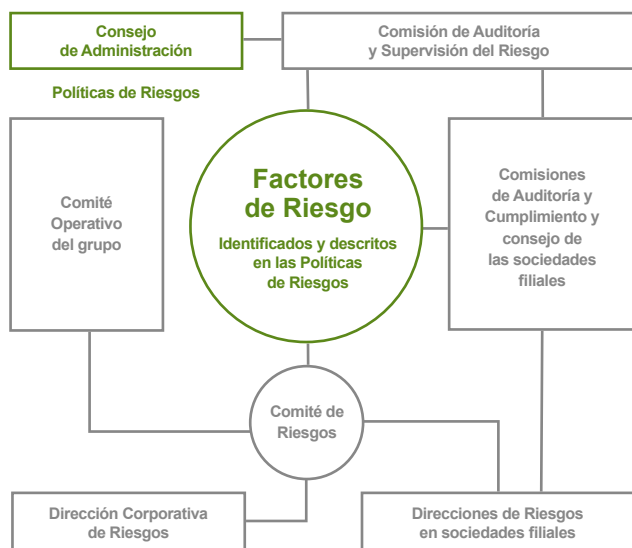 Consejo
de Administración
Comisión de Auditoría
y Supervisión del Riesgo
Políticas de Riesgos
Comité
Operativo
del grupo
Factores
de Riesgo
Identificados y descritos
en las Políticas
de Riesgos
Comisiones
de Auditoría y
Cumplimiento y
consejo de
las sociedades
filiales
Comité de
Riesgos
Dirección Corporativa
de Riesgos
Direcciones de Riesgos
en sociedades filiales